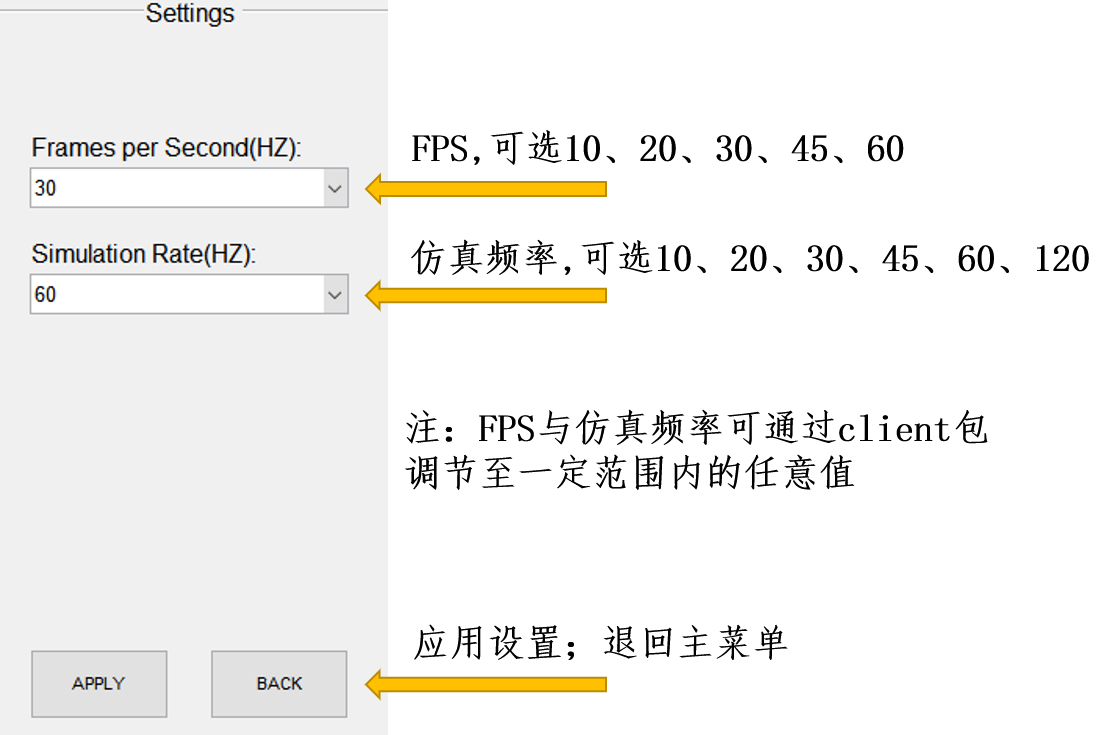 Settings
Frames per Second(HZ):
FPS,可选10、20、30、45、60
30
Simulation Rate(HZ):
仿真频率,可选10、20、30、45、60、120
60
注：FPS与仿真频率可通过client包
调节至一定范围内的任意值
应用设置；退回主菜单
APPLY
BACK